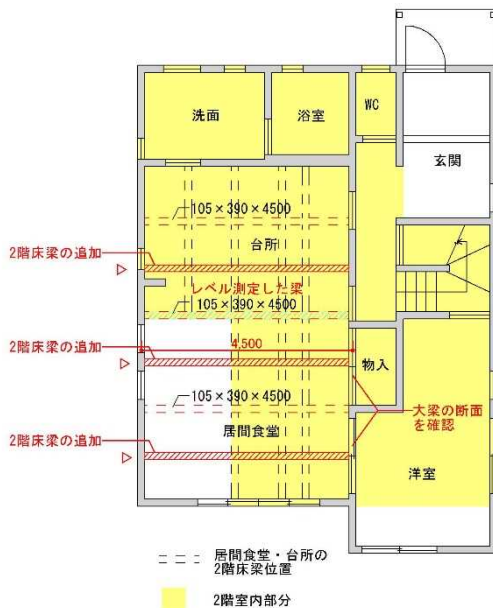 洗面
浴室
WC
玄関
105×390×4500
台所
2階床梁の追加
レベル測定した梁
105×390×4500
4,500
2階床梁の追加
物入
105×390×4500
大梁の断面
を確認
居間食堂
2階床梁の追加
洋室
居間食堂・台所の
2階床梁位置
2階室内部分